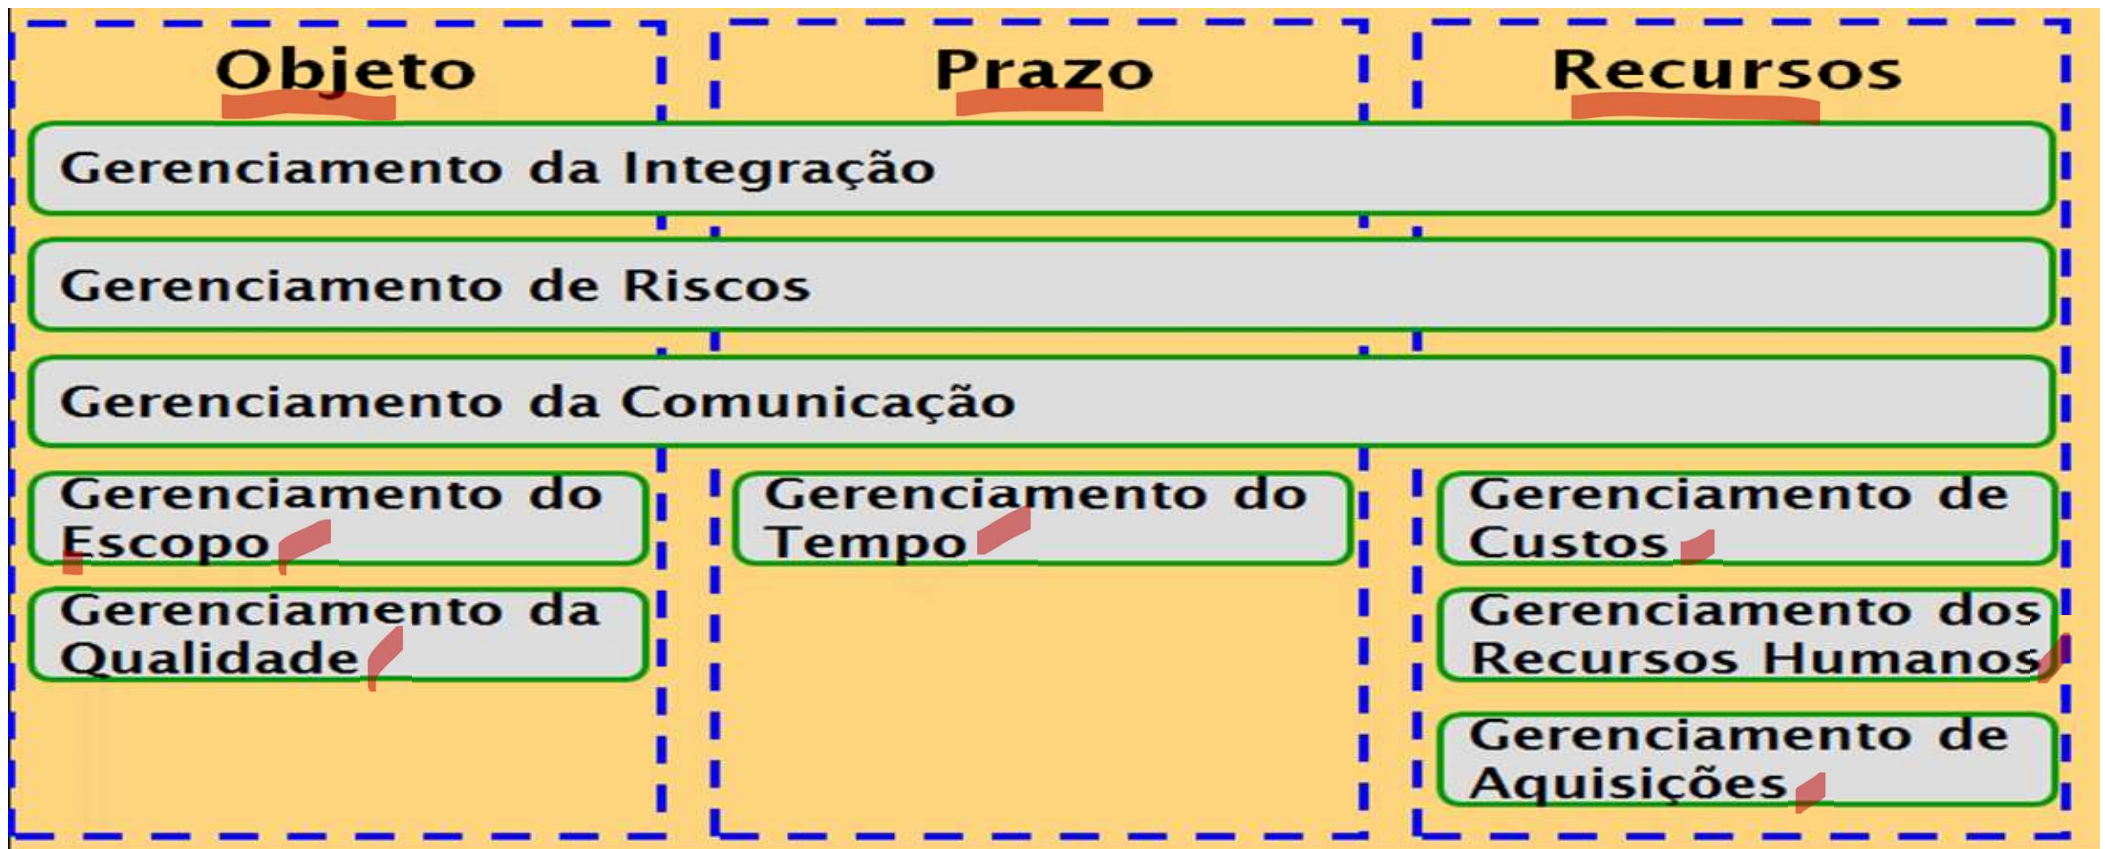 Objeto
Prazo
Recursos
Gerenciamento da Integração
Gerenciamento de Riscos
Gerenciamento da Comunicação
Gerenciamento do
Escopo
Gerenciamento da
Qualidade
Gerenciamento do
Tempo
Gerenciamento de
Custos
Gerenciamento dos
Recursos Humanos
Gerenciamento de
Aquisições